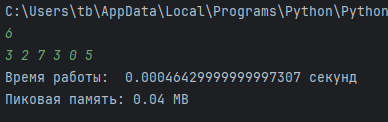 C:\Users\tb\AppData\Local\Programs\Python\Python
6
3 2 7 3 0 5
Время работы:  0.00046429999999997307 секунд
Пиковая память: 0.04 MB